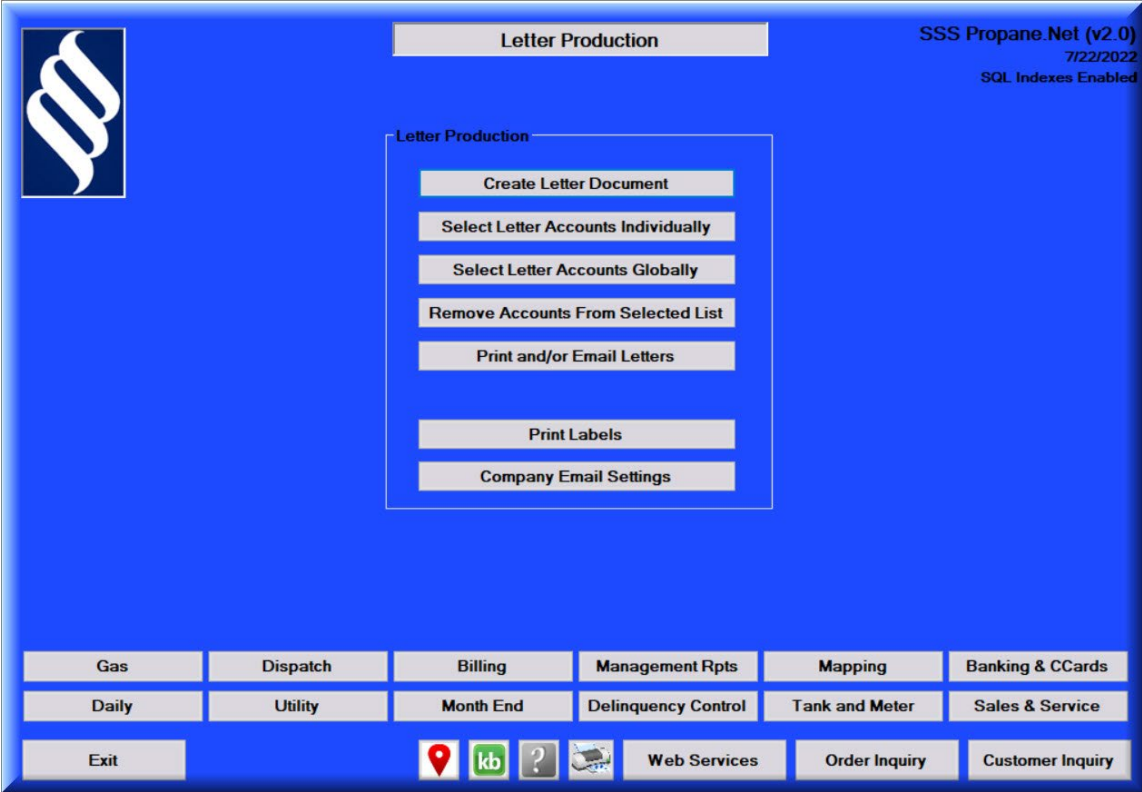 Letter Production
SSS Propane.Net (v2.0)
7/22/2022
SQL Indexes Enabled
Letter Production
Create Letter Document
Select Letter Accounts Individually
Select Letter Accounts Globally
Remove Accounts From Selected List
Print and/or Email Letters
Print Labels
Company Email Settings
Gas Dispatch Billing Management Rpts Mapping Banking & CCards
Daily Utility Month End Delinquency Control Tank and Meter Sales & Service
Exit kb ? Web Services Order Inquiry Customer Inquiry